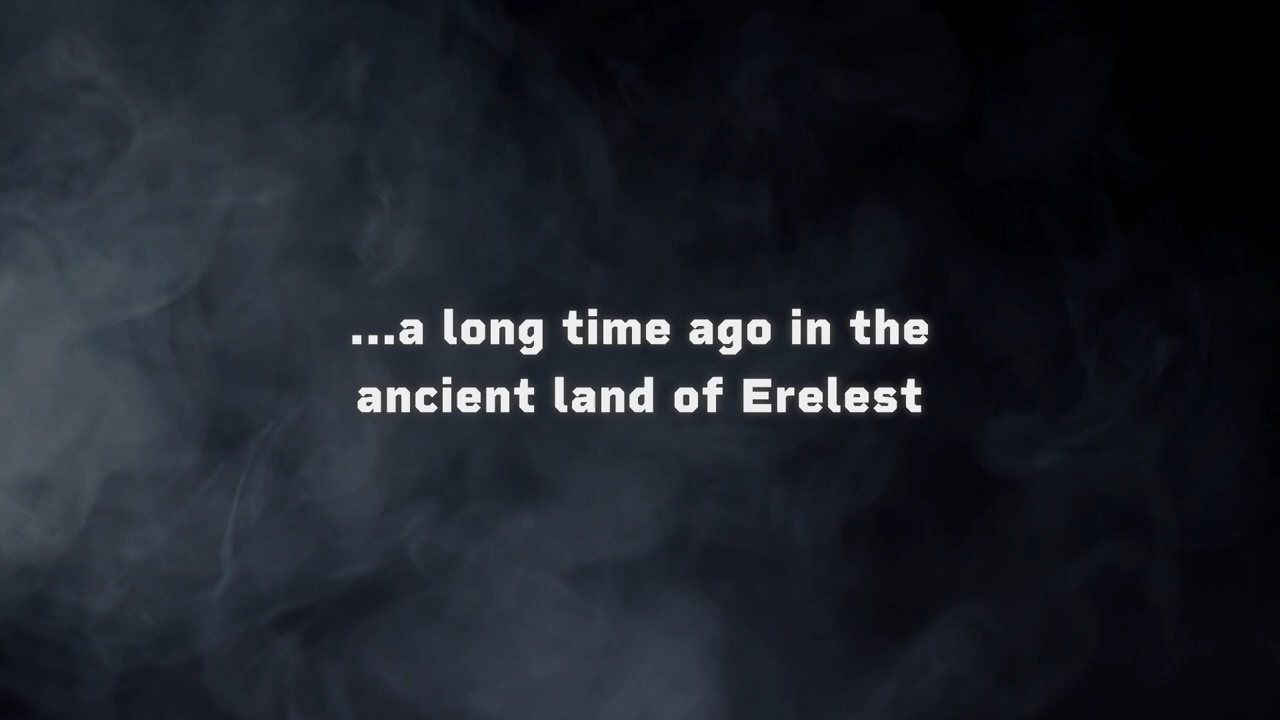 ...a long time ago in the
ancient land of Erelest